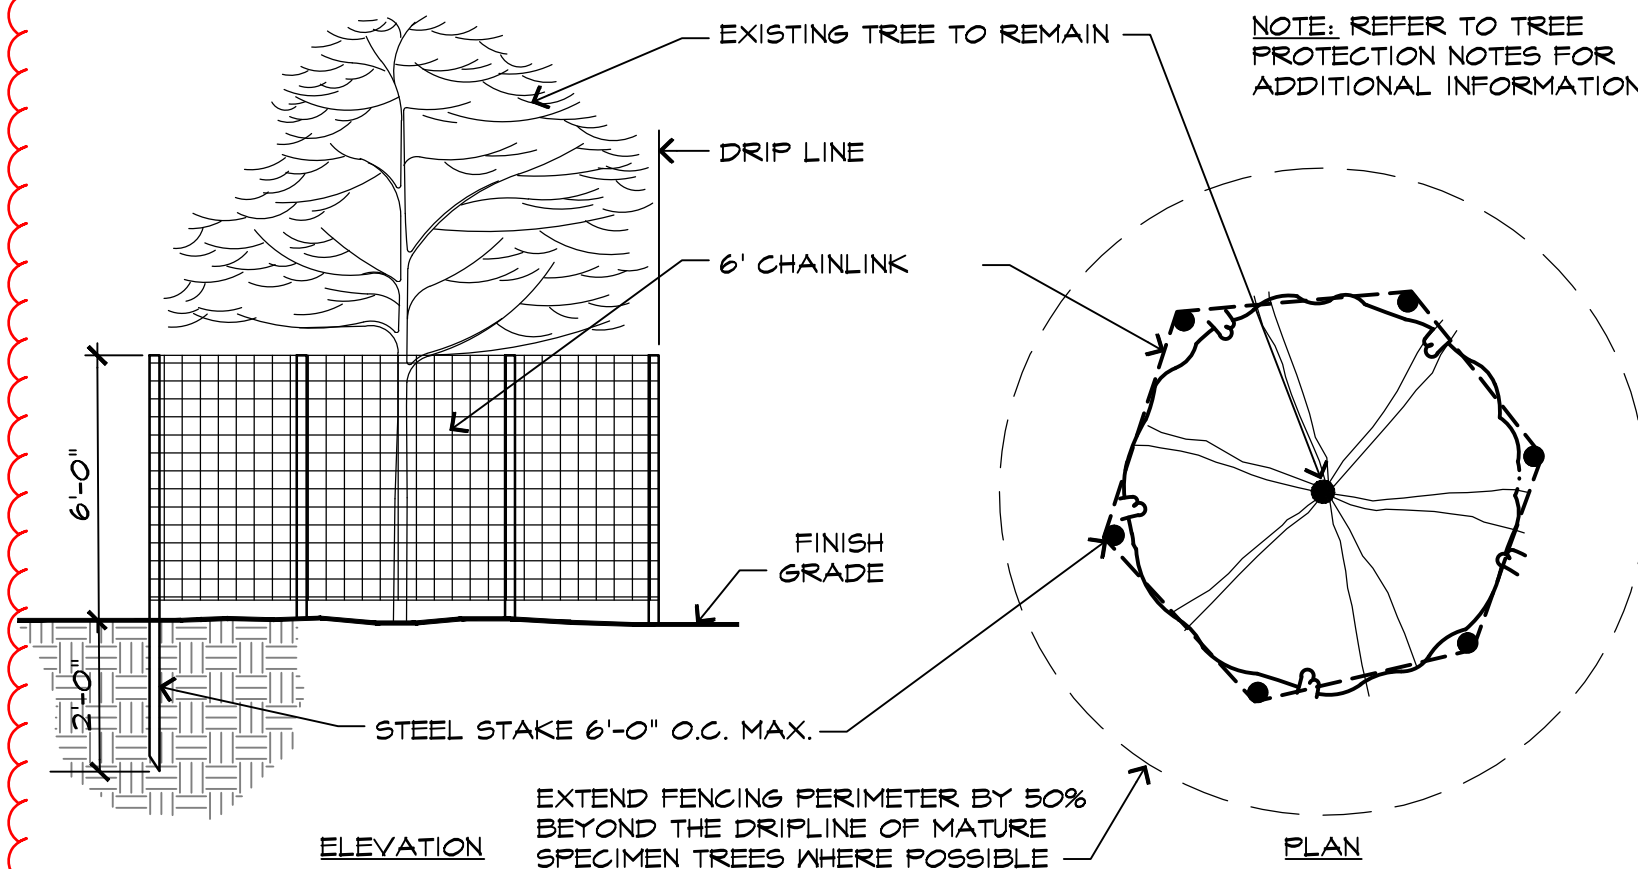 EXISTING TREE TO REMAIN
NOTE: REFER TO TREE
PROTECTION NOTES FOR
ADDITIONAL INFORMATION
DRIP LINE
6' CHAINLINK
6'-0"
FINISH
GRADE
2'-0"
STEEL STAKE 6'-0" O.C. MAX.
EXTEND FENCING PERIMETER BY 50%
BEYOND THE DRIPLINE OF MATURE
SPECIMEN TREES WHERE POSSIBLE
ELEVATION
PLAN